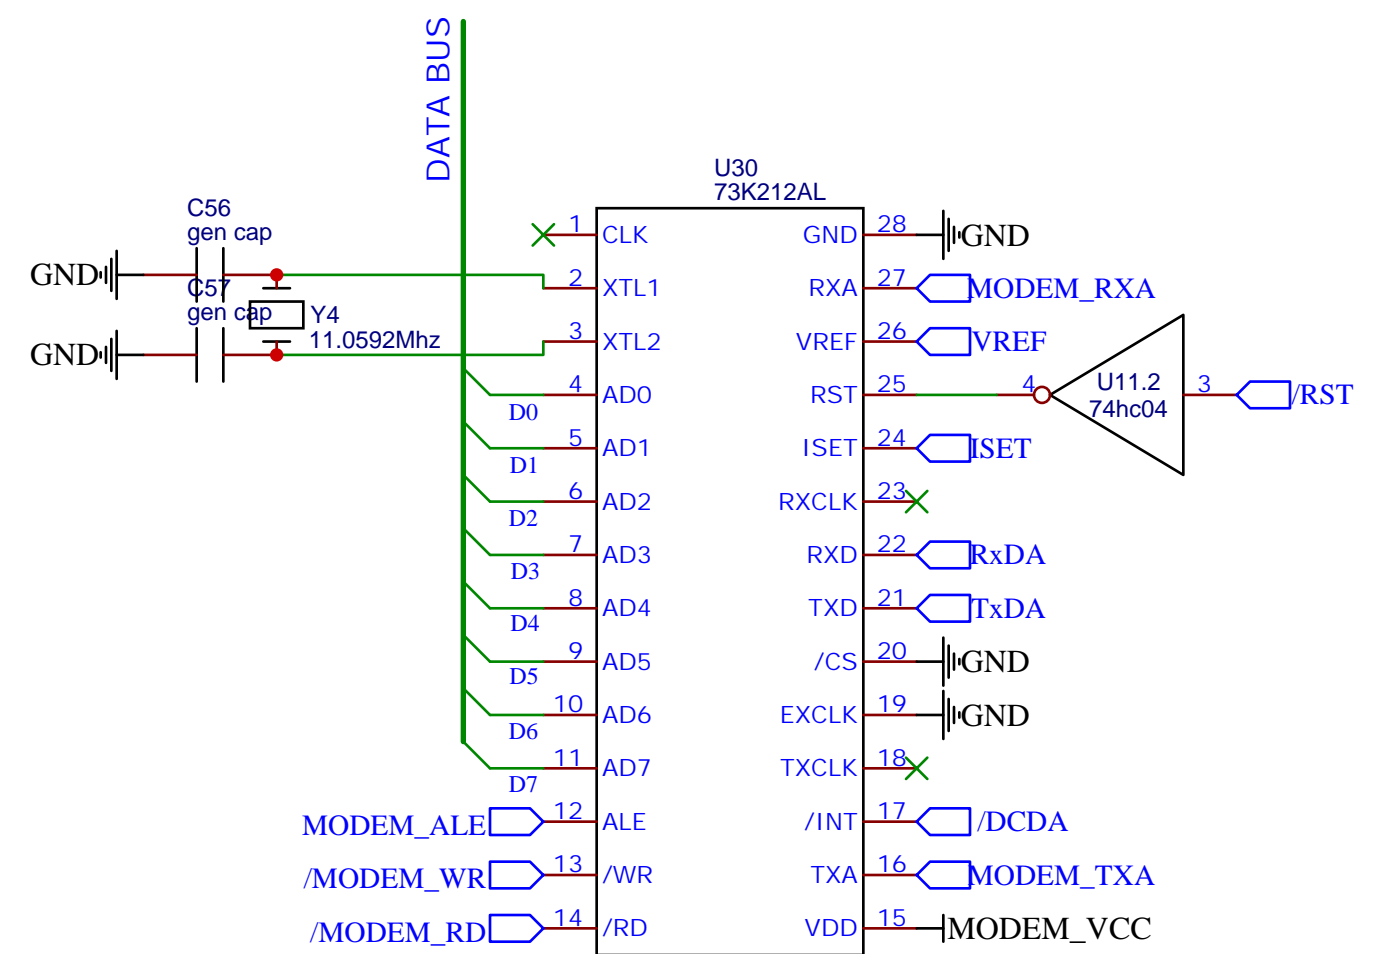 DATA BUS
U30
73K212AL
C56
gen cap
GND
C57
gen cap
GND
Y4
11.0592Mhz
1 CLK
2 XTL1
3 XTL2
D0 4 AD0
D1 5 AD1
D2 6 AD2
D3 7 AD3
D4 8 AD4
D5 9 AD5
D6 10 AD6
D7 11 AD7
MODEM_ALE 12 ALE
/MODEM_WR 13 /WR
/MODEM_RD 14 /RD
GND 28 GND
RXA 27 MODEM_RXA
VREF 26 VREF
RST 25 4 U11.2 3 /RST
74hc04
ISET 24 ISET
RXCLK 23
RXD 22 RxDA
TXD 21 TxDA
/CS 20 GND
EXCLK 19 GND
TXCLK 18
/INT 17 /DCDA
TXA 16 MODEM_TXA
VDD 15 MODEM_VCC